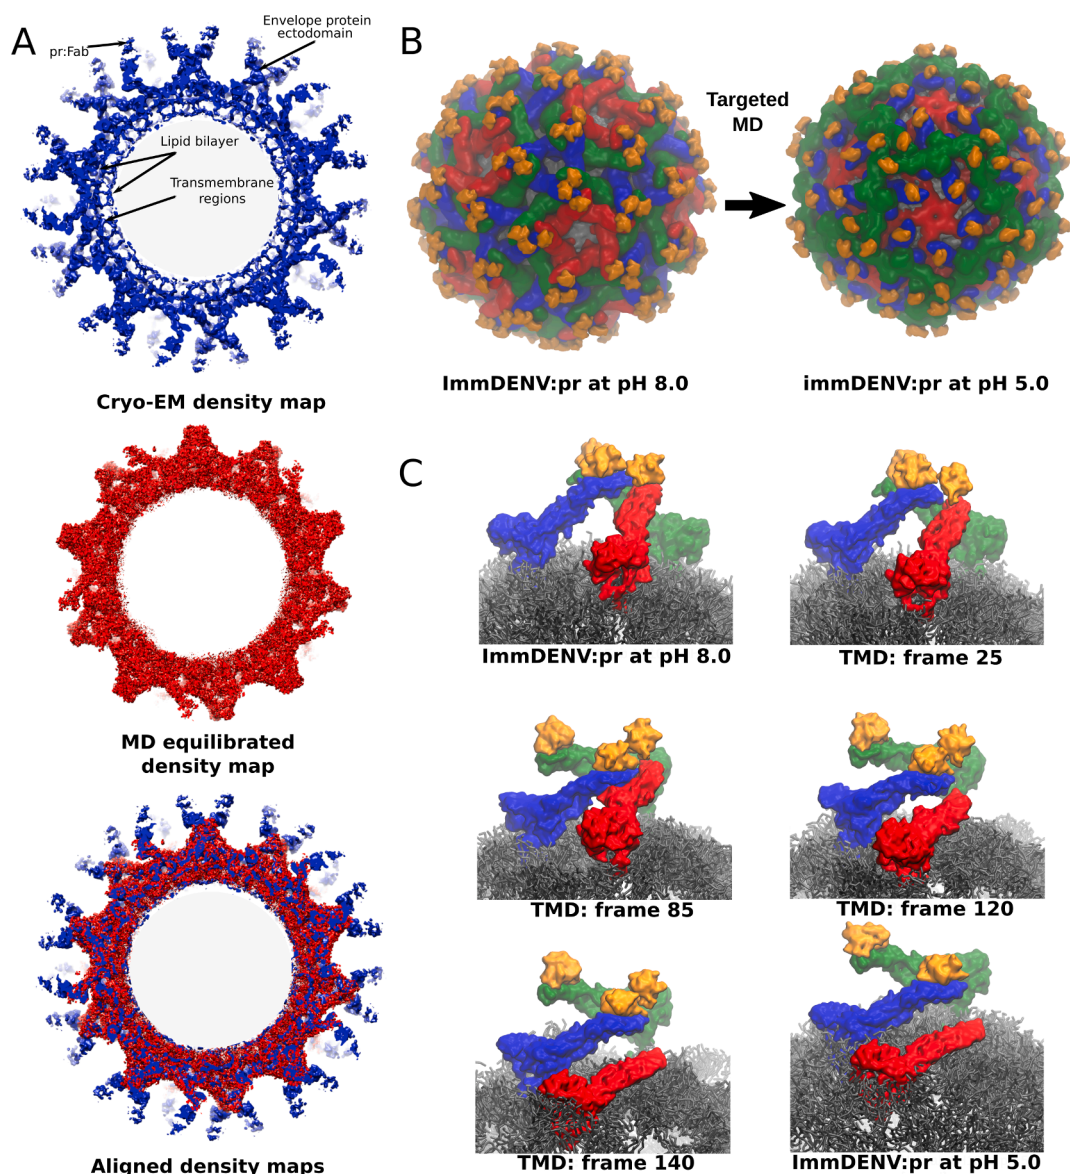 A
pr:Fab
Envelope protein
ectodomain
Lipid bilayer
Transmembrane
regions
Cryo-EM density map
MD equilibrated
density map
Aligned density maps
B
Targeted
MD
ImmDENV:pr at pH 8.0
immDENV:pr at pH 5.0
C
ImmDENV:pr at pH 8.0
TMD: frame 25
TMD: frame 85
TMD: frame 120
TMD: frame 140
ImmDENV:pr at pH 5.0